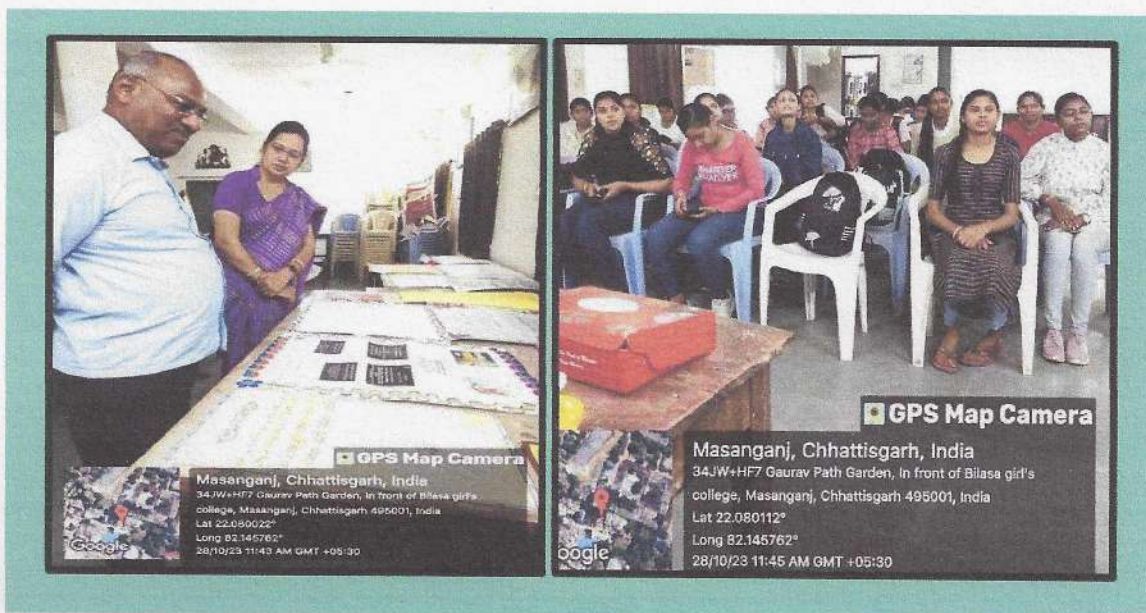 GPS Map Camera
Masanganj, Chhattisgarh, India
34JW+HF7 Gaurav Path Garden, In front of Bilasa girl's
college, Masanganj, Chhattisgarh 495001, India
Lat 22.080022°
Long 82.145762°
28/10/23 11:43 AM GMT +05:30
Google
WHATEVER
GPS Map Camera
Masanganj, Chhattisgarh, India
34JW+HF7 Gaurav Path Garden, In front of Bilasa girl's
college, Masanganj, Chhattisgarh 495001, India
Lat 22.080112°
Long 82.145762°
28/10/23 11:45 AM GMT +05:30
oogle